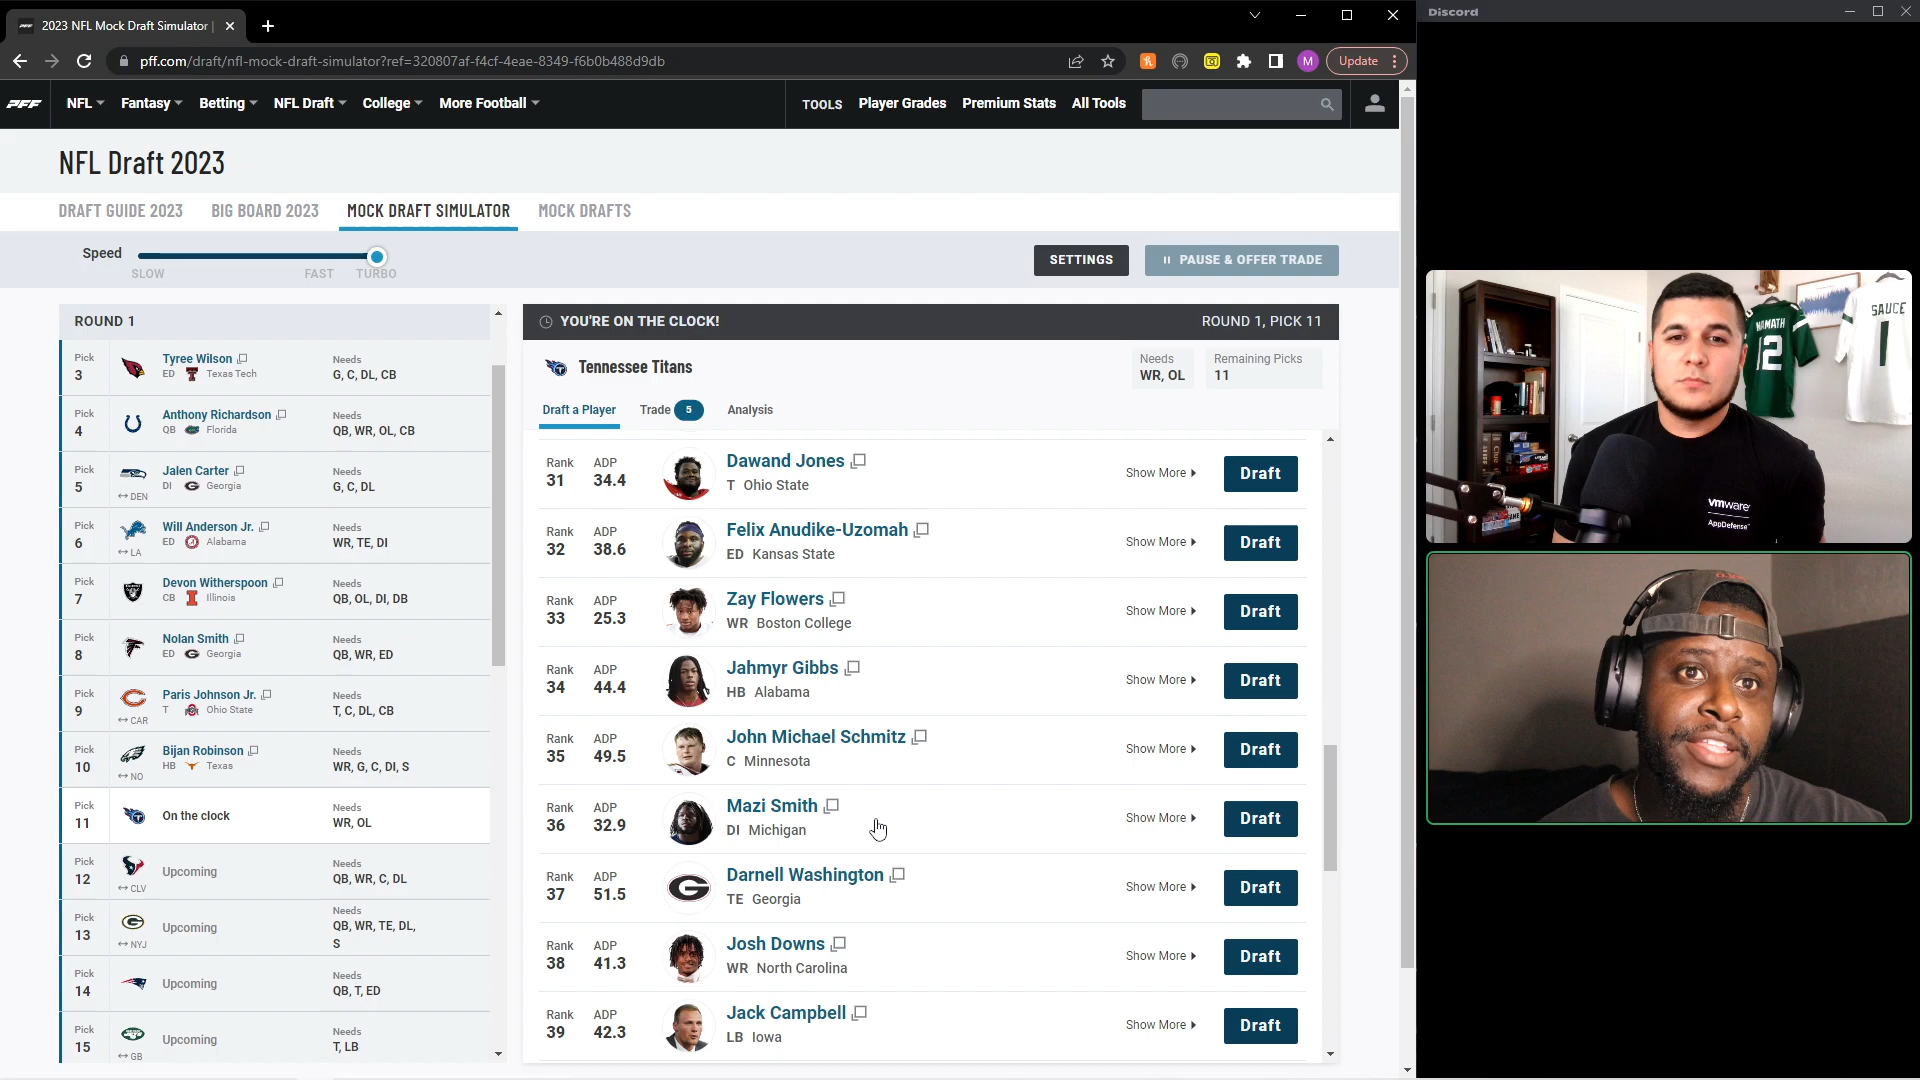 2023 NFL Mock Draft Simulator |
Discord
pff.com/draft/nfl-mock-draft-simulator?ref=320807af-f4cf-4eae-8349-f6b0b488d9db
M
Update
PFF
NFL
Fantasy
Betting
NFL Draft
College
More Football
TOOLS
Player Grades
Premium Stats
All Tools
NFL Draft 2023
DRAFT GUIDE 2023
BIG BOARD 2023
MOCK DRAFT SIMULATOR
MOCK DRAFTS
Speed
SLOW
FAST
TURBO
SETTINGS
PAUSE & OFFER TRADE
ROUND 1
Pick 3
Tyree Wilson
ED Texas Tech
Needs
G, C, DL, CB
Pick 4
Anthony Richardson
QB Florida
Needs
QB, WR, OL, CB
Pick 5
↔ DEN
Jalen Carter
DI Georgia
Needs
G, C, DL
Pick 6
↔ LA
Will Anderson Jr.
ED Alabama
Needs
WR, TE, DI
Pick 7
Devon Witherspoon
CB Illinois
Needs
QB, OL, DI, DB
Pick 8
Nolan Smith
ED Georgia
Needs
QB, WR, ED
Pick 9
↔ CAR
Paris Johnson Jr.
T Ohio State
Needs
T, C, DL, CB
Pick 10
↔ NO
Bijan Robinson
HB Texas
Needs
WR, G, C, DI, S
Pick 11
On the clock
Needs
WR, OL
Pick 12
↔ CLV
Upcoming
Needs
QB, WR, C, DL
Pick 13
↔ NYJ
Upcoming
Needs
QB, WR, TE, DL,
S
Pick 14
Upcoming
Needs
QB, T, ED
Pick 15
↔ GB
Upcoming
Needs
T, LB
YOU'RE ON THE CLOCK!
ROUND 1, PICK 11
Tennessee Titans
Needs
WR, OL
Remaining Picks
11
Draft a Player
Trade 5
Analysis
Rank 31
ADP 34.4
Dawand Jones
T Ohio State
Show More
Draft
Rank 32
ADP 38.6
Felix Anudike-Uzomah
ED Kansas State
Show More
Draft
Rank 33
ADP 25.3
Zay Flowers
WR Boston College
Show More
Draft
Rank 34
ADP 44.4
Jahmyr Gibbs
HB Alabama
Show More
Draft
Rank 35
ADP 49.5
John Michael Schmitz
C Minnesota
Show More
Draft
Rank 36
ADP 32.9
Mazi Smith
DI Michigan
Show More
Draft
Rank 37
ADP 51.5
Darnell Washington
TE Georgia
Show More
Draft
Rank 38
ADP 41.3
Josh Downs
WR North Carolina
Show More
Draft
Rank 39
ADP 42.3
Jack Campbell
LB Iowa
Show More
Draft
NAMATH
12
SAUCE
1
vmware
AppDefense